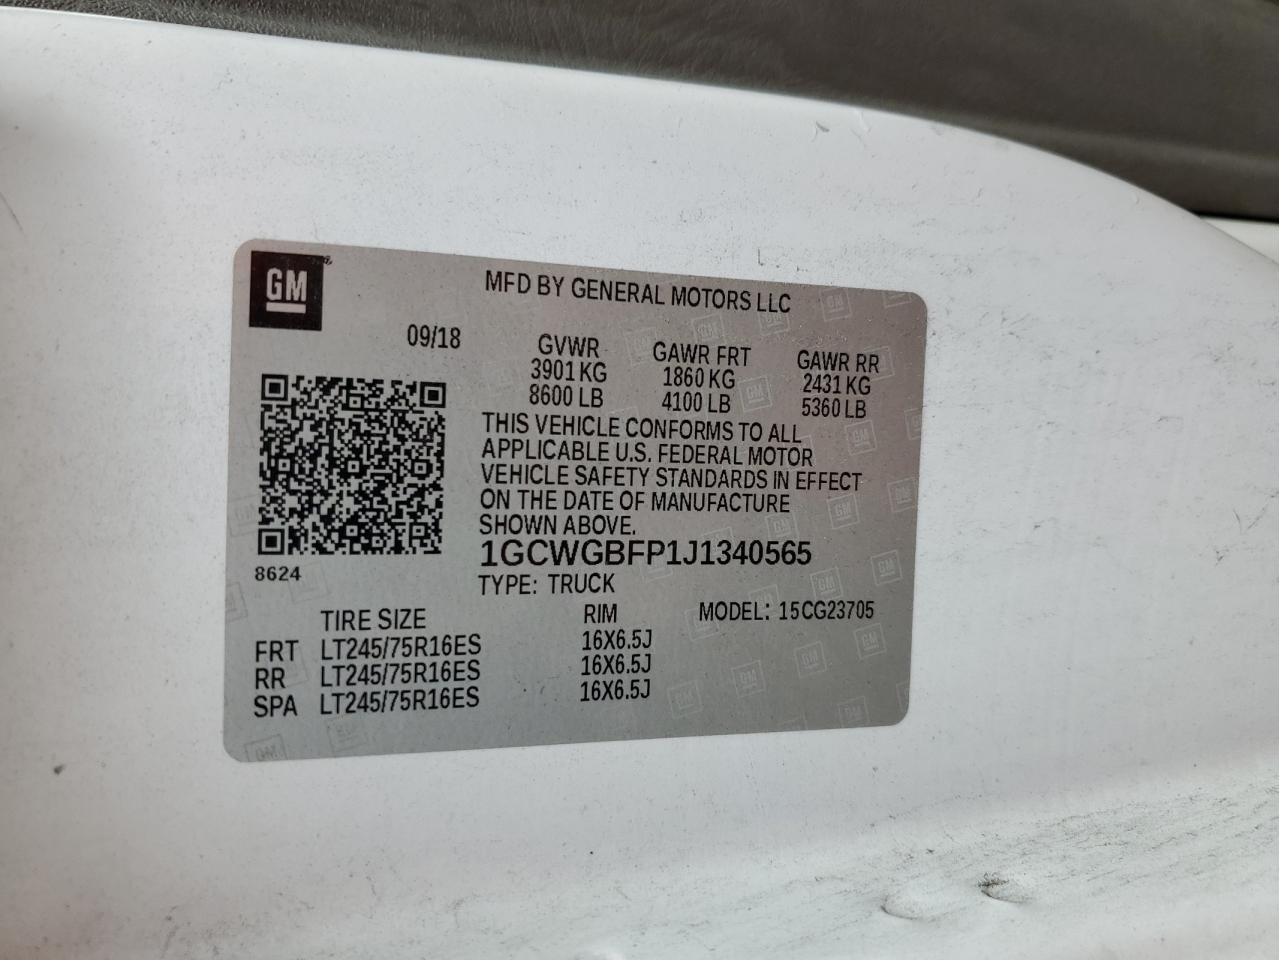 GM
MFD BY GENERAL MOTORS LLC
09/18
GVWR GAWR FRT GAWR RR
3901 KG 1860 KG 2431 KG
8600 LB 4100 LB 5360 LB
THIS VEHICLE CONFORMS TO ALL
APPLICABLE U.S. FEDERAL MOTOR
VEHICLE SAFETY STANDARDS IN EFFECT
ON THE DATE OF MANUFACTURE
SHOWN ABOVE.
1GCWGBFP1J1340565
8624
TYPE: TRUCK
TIRE SIZE RIM MODEL: 15CG23705
FRT LT245/75R16ES 16X6.5J
RR LT245/75R16ES 16X6.5J
SPA LT245/75R16ES 16X6.5J